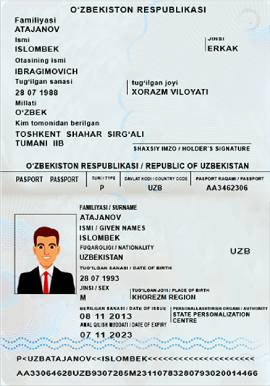 O'ZBEKISTON RESPUBLIKASI
Familiyasi
ATAJANOV
Ismi
ISLOMBEK
JINSI
ERKAK
Otasining ismi
IBRAGIMOVICH
Tug'ilgan sanasi
28 07 1988
tug'ilgan joyi
XORAZM VILOYATI
Millati
O'ZBEK
Kim tomonidan berilgan
TOSHKENT SHAHAR SIRG'ALI
TUMANI IIB
SHAXSIY IMZO / HOLDER'S SIGNATURE
O'ZBEKISTON RESPUBLIKASI / REPUBLIC OF UZBEKISTAN
PASPORT PASSPORT
TURI / TYPE
P
DAVLAT KODI / COUNTRY CODE
UZB
PASPORT RAQAMI / PASSPORT NO
AA3462306
FAMILIYASI / SURNAME
ATAJANOV
ISMI / GIVEN NAMES
ISLOMBEK
FUQAROLIGI / NATIONALITY
UZBEKISTAN
UZB
TUG'ILGAN SANASI / DATE OF BIRTH
28 07 1993
JINSI / SEX
M
TUG'ILGAN JOYI / PLACE OF BIRTH
KHOREZM REGION
BERILGAN SANASI / DATE OF ISSUE
08 11 2013
STATE PERSONALIZATION
CENTRE
AMAL QILISH MUDDATI / DATE OF EXPIRY
07 11 2023
P<UZBATAJANOV<<ISLOMBEK<<<<<<<<<<<<<<<<<<<<
AA33064628UZB9307285M23110783280793020014466